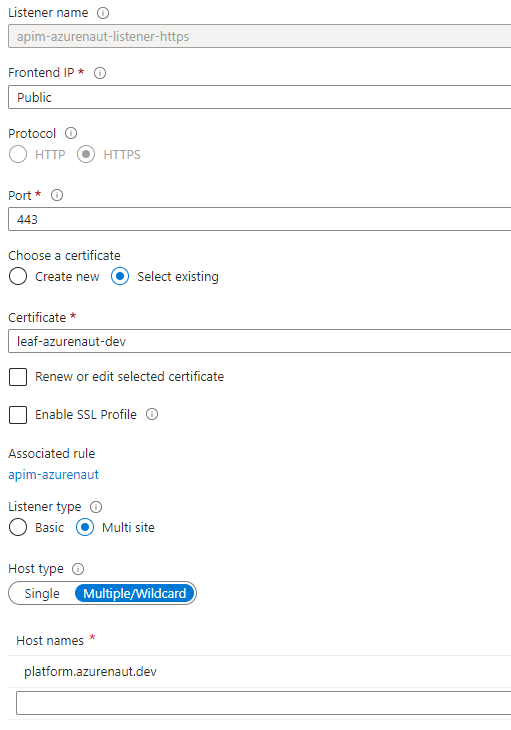 Listener name
apim-azurenaut-listener-https
Frontend IP *
Public
Protocol
HTTP HTTPS
Port *
443
Choose a certificate
Create new Select existing
Certificate *
leaf-azurenaut-dev
Renew or edit selected certificate
Enable SSL Profile
Associated rule
apim-azurenaut
Listener type
Basic Multi site
Host type
Single Multiple/Wildcard
Host names *
platform.azurenaut.dev